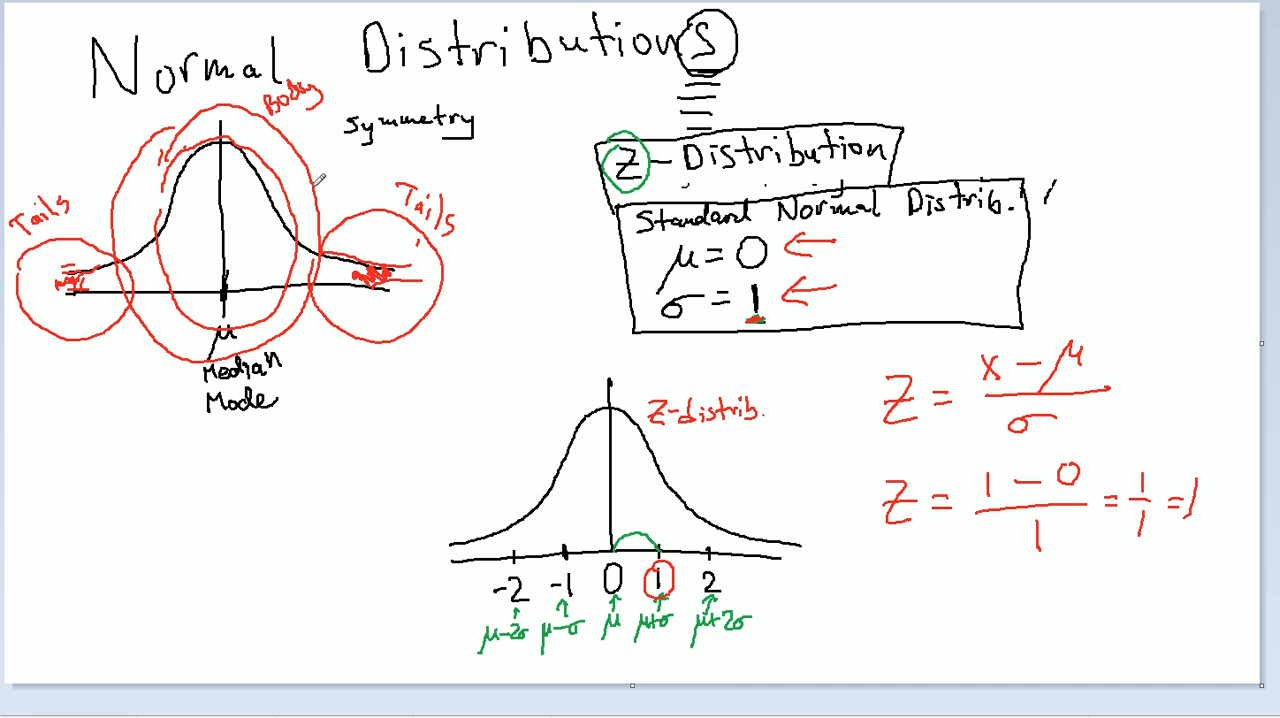 Normal Distributions
Body
symmetry
Tails
Tails
μ
Median
Mode
Z-Distribution
Standard Normal Distrib.
μ = 0
σ = 1
Z-distrib.
-2 -1 0 1 2
μ-2σ μ-σ μ μ+σ μ+2σ
Z = x - μ / σ
Z = 1 - 0 / 1 = 1/1 = 1